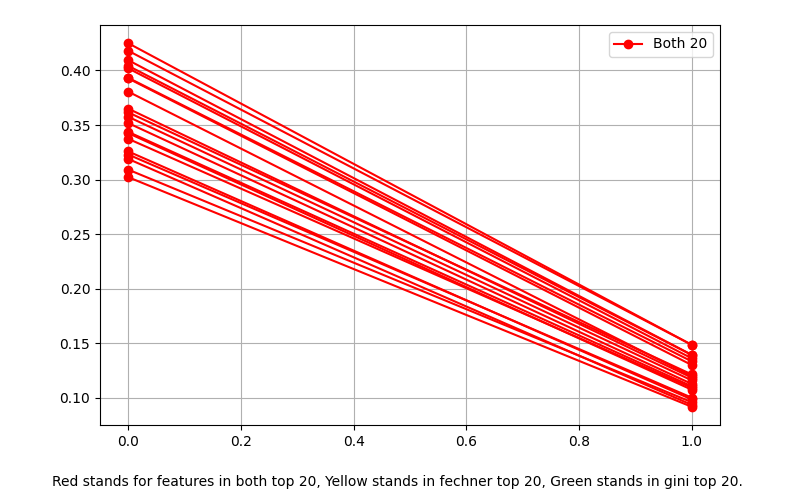 Both 20
0.40
0.35
0.30
0.25
0.20
0.15
0.10
0.0 0.2 0.4 0.6 0.8 1.0
Red stands for features in both top 20, Yellow stands in fechner top 20, Green stands in gini top 20.